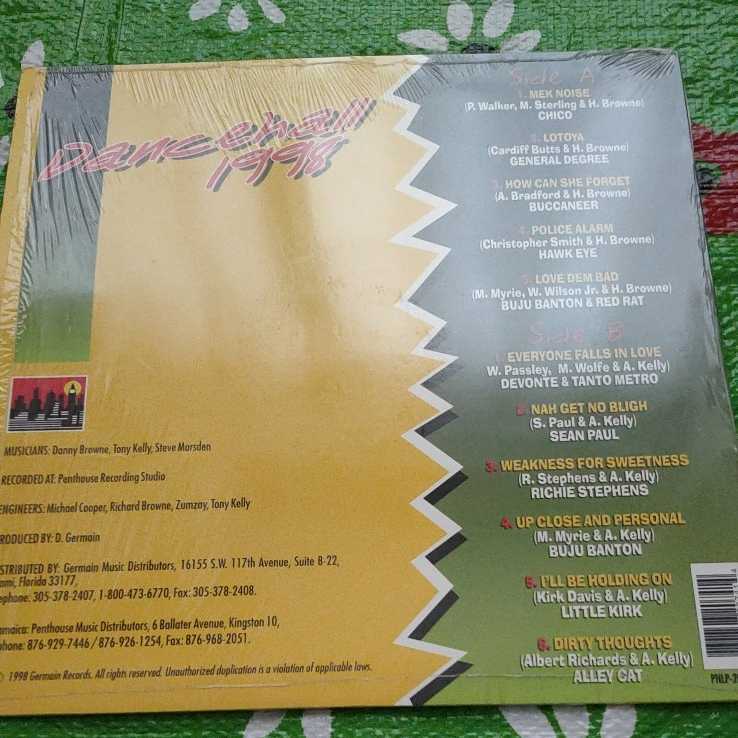 Dancehall
1998
Side A
1. MEK NOISE
(P. Walker, M. Sterling & H. Browne)
CHICO
2. LOTOYA
(Cardiff Butts & H. Browne)
GENERAL DEGREE
3. HOW CAN SHE FORGET
(A. Bradford & H. Browne)
BUCCANEER
4. POLICE ALARM
(Christopher Smith & H. Browne)
HAWK EYE
5. LOVE DEM BAD
(M. Myrie, W. Wilson Jr. & H. Browne)
BUJU BANTON & RED RAT
Side B
1. EVERYONE FALLS IN LOVE
W. Passley, M. Wolfe & A. Kelly)
DEVONTE & TANTO METRO
2. NAH GET NO BLIGH
(S. Paul & A. Kelly)
SEAN PAUL
3. WEAKNESS FOR SWEETNESS
(R. Stephens & A. Kelly)
RICHIE STEPHENS
4. UP CLOSE AND PERSONAL
(M. Myrie & A. Kelly)
BUJU BANTON
5. I'LL BE HOLDING ON
(Kirk Davis & A. Kelly)
LITTLE KIRK
6. DIRTY THOUGHTS
(Albert Richards & A. Kelly)
ALLEY CAT
MUSICIANS: Danny Browne, Tony Kelly, Steve Marsden
RECORDED AT: Penthouse Recording Studio
ENGINEERS: Michael Cooper, Richard Browne, Zumzay, Tony Kelly
ODUCED BY: D. Germain
STRIBUTED BY: Germain Music Distributors, 16155 S.W. 117th Avenue, Suite B-22,
ami, Florida 33177,
ephone: 305-378-2407, 1-800-473-6770, Fax: 305-378-2408.
amaica: Penthouse Music Distributors, 6 Ballater Avenue, Kingston 10,
phone: 876-929-7446 / 876-926-1254, Fax: 876-968-2051.
© 1998 Germain Records. All rights reserved. Unauthorized duplication is a violation of applicable laws.